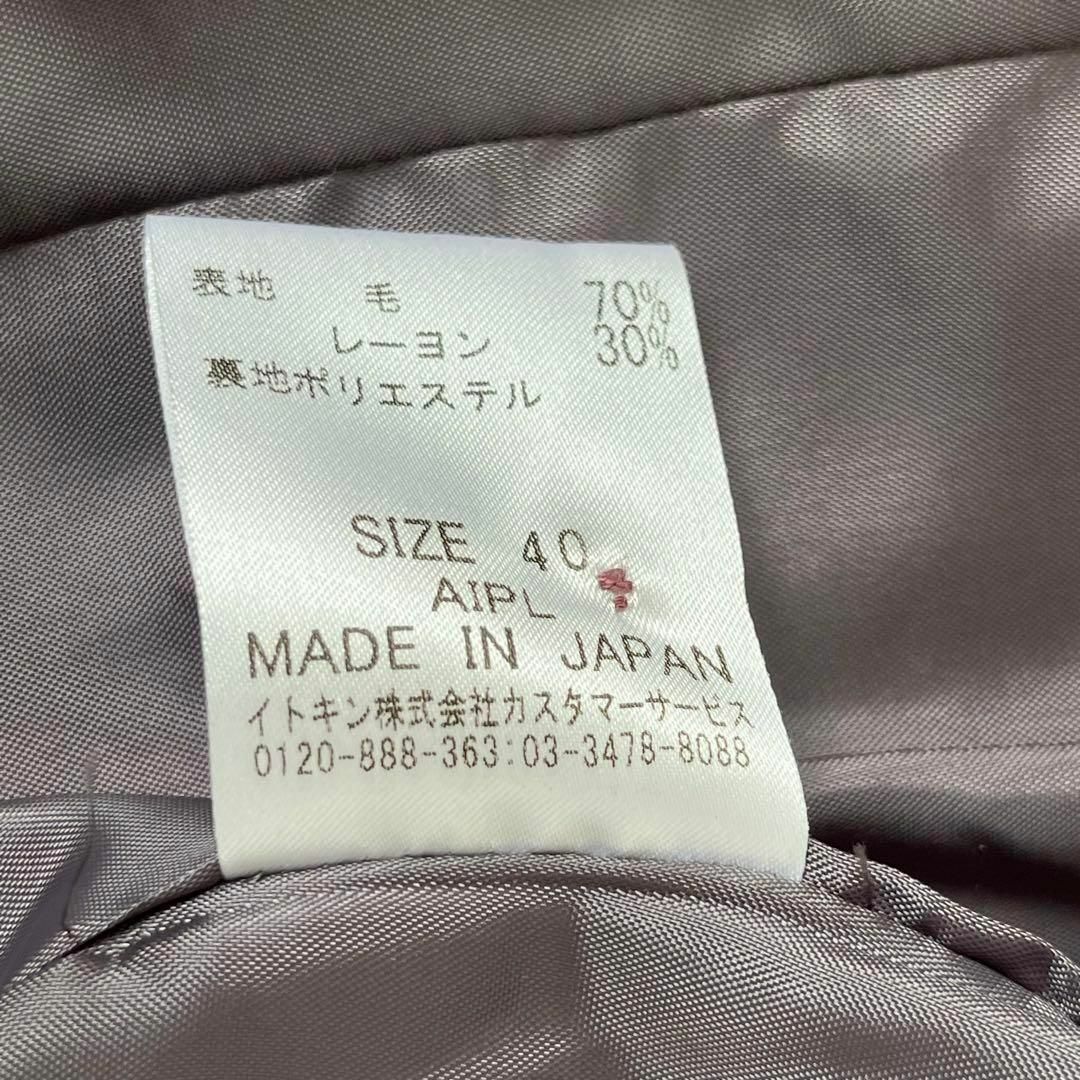 表地 毛 70%
レーヨン 30%
裏地ポリエステル
SIZE 40
AIPL
MADE IN JAPAN
イトキン株式会社カスタマーサービス
0120-888-363:03-3478-8088